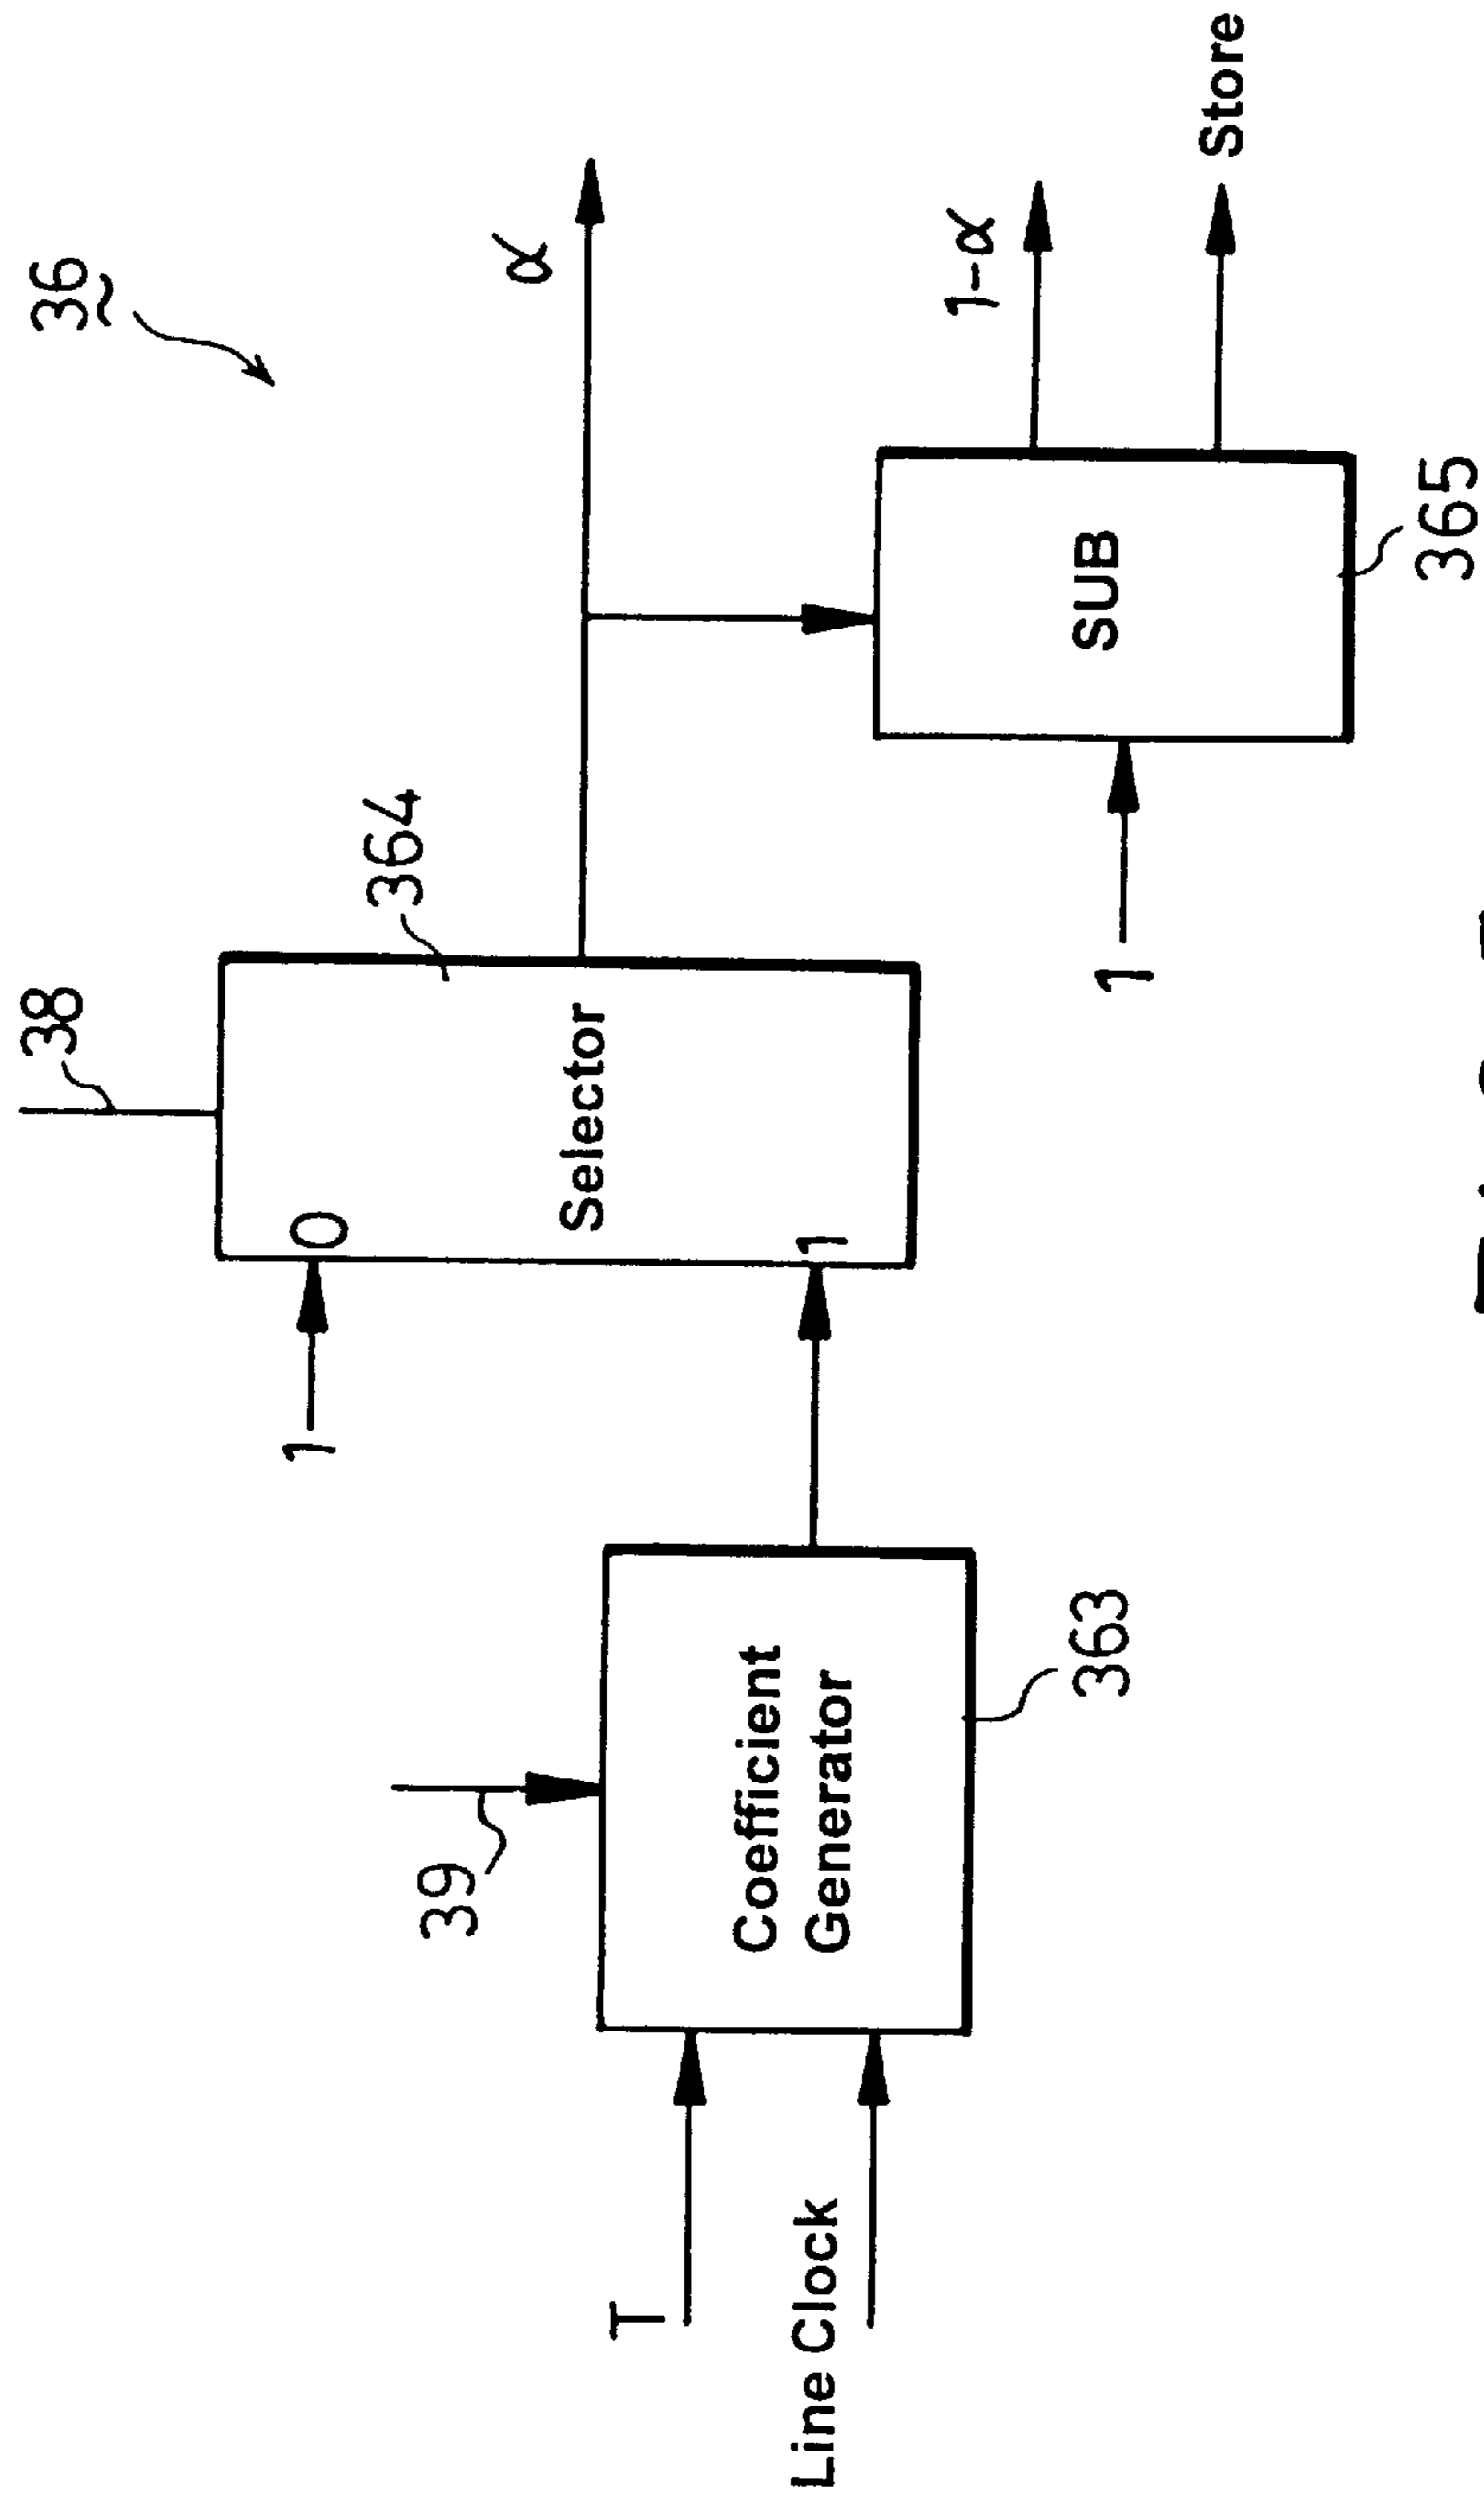 36
38
364
α
1
0
Selector
1
39
Coefficient
Generator
363
T
Line Clock
1
SUB
365
1-α
Store